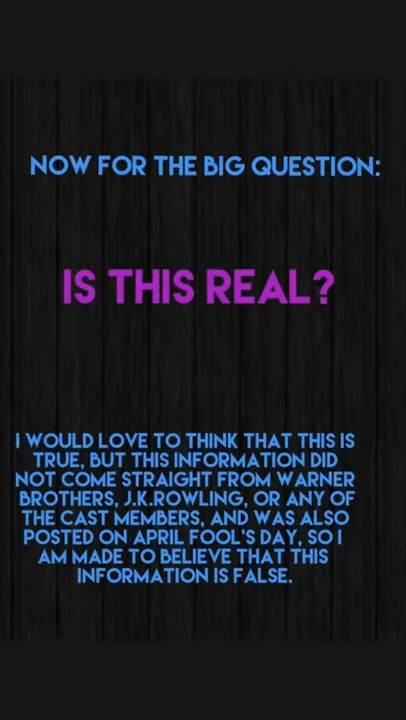 NOW FOR THE BIG QUESTION:
IS THIS REAL?
I WOULD LOVE TO THINK THAT THIS IS
TRUE, BUT THIS INFORMATION DID
NOT COME STRAIGHT FROM WARNER
BROTHERS, J.K.ROWLING, OR ANY OF
THE CAST MEMBERS, AND WAS ALSO
POSTED ON APRIL FOOL'S DAY, SO I
AM MADE TO BELIEVE THAT THIS
INFORMATION IS FALSE.